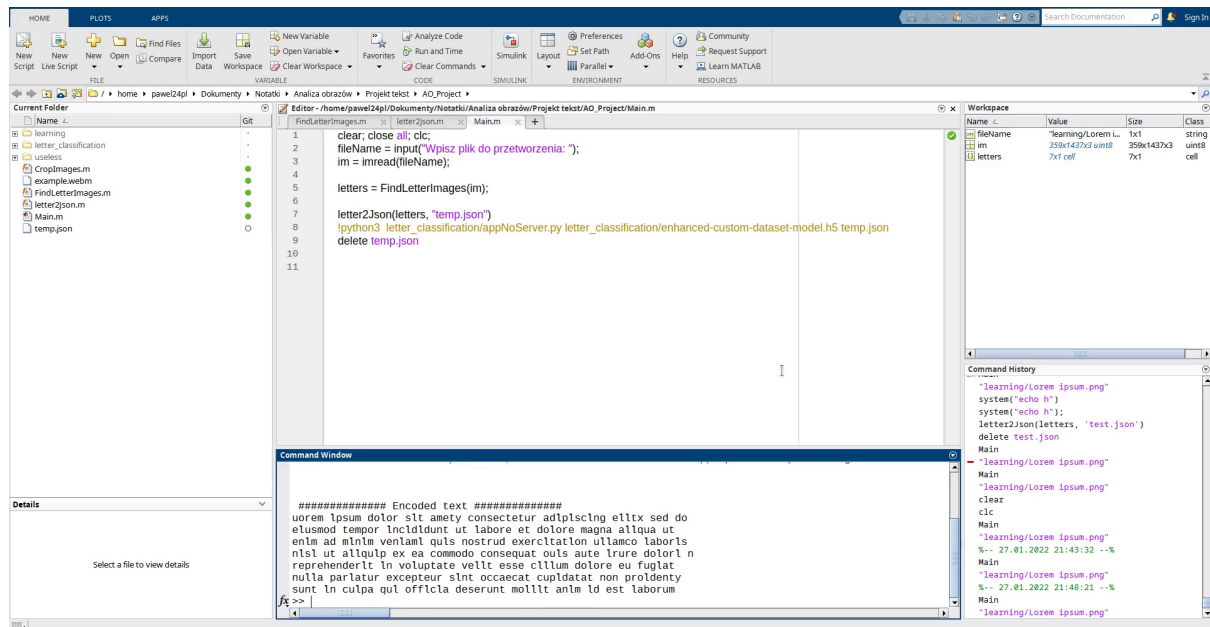 HOME PLOTS APPS
Search Documentation
Sign In
New Script
New Live Script
New
Open
Find Files
Compare
Import Data
Save Workspace
New Variable
Open Variable
Clear Workspace
Favorites
Analyze Code
Run and Time
Clear Commands
Simulink
Layout
Preferences
Set Path
Parallel
Add-Ons
Help
Community
Request Support
Learn MATLAB
FILE VARIABLE CODE SIMULINK ENVIRONMENT RESOURCES
/ home pawel24pl Dokumenty Notatki Analiza obrazów Projekt tekst AO_Project
Current Folder
Name Git
learning
letter_classification
useless
CropImages.m
example.webm
FindLetterImages.m
letter2Json.m
Main.m
temp.json
Details
Select a file to view details
Editor - /home/pawel24pl/Dokumenty/Notatki/Analiza obrazów/Projekt tekst/AO_Project/Main.m
FindLetterImages.m letter2Json.m Main.m +
1 clear; close all; clc;
2 fileName = input("Wpisz plik do przetworzenia: ");
3 im = imread(fileName);
4
5 letters = FindLetterImages(im);
6
7 letter2Json(letters, "temp.json")
8 !python3 letter_classification/appNoServer.py letter_classification/enhanced-custom-dataset-model.h5 temp.json
9 delete temp.json
10
11
Command Window
############## Encoded text ##############
uorem lpsum dolor slt amety consectetur adlplsclng elltx sed do
elusmod tempor lncldldunt ut labore et dolore magna allqua ut
enlm ad mlnlm venlaml quls nostrud exercltatlon ullamco laborls
nlsl ut allqulp ex ea commodo consequat ouls aute lrure dolorl n
reprehenderlt ln voluptate vellt esse clllum dolore eu fuglat
nulla parlatur excepteur slnt occaecat cupldatat non proldenty
sunt ln culpa qul offlcla deserunt molllt anlm ld est laborum
fx >>
Workspace
Name Value Size Class
fileName "learning/Lorem i... 1x1 string
im 359x1437x3 uint8 359x1437x3 uint8
letters 7x1 cell 7x1 cell
Command History
Main
"learning/Lorem ipsum.png"
system("echo h")
system("echo h");
letter2Json(letters, 'test.json')
delete test.json
Main
"learning/Lorem ipsum.png"
Main
"learning/Lorem ipsum.png"
clear
clc
Main
"learning/Lorem ipsum.png"
%-- 27.01.2022 21:43:32 --%
Main
"learning/Lorem ipsum.png"
%-- 27.01.2022 21:48:21 --%
Main
"learning/Lorem ipsum.png"